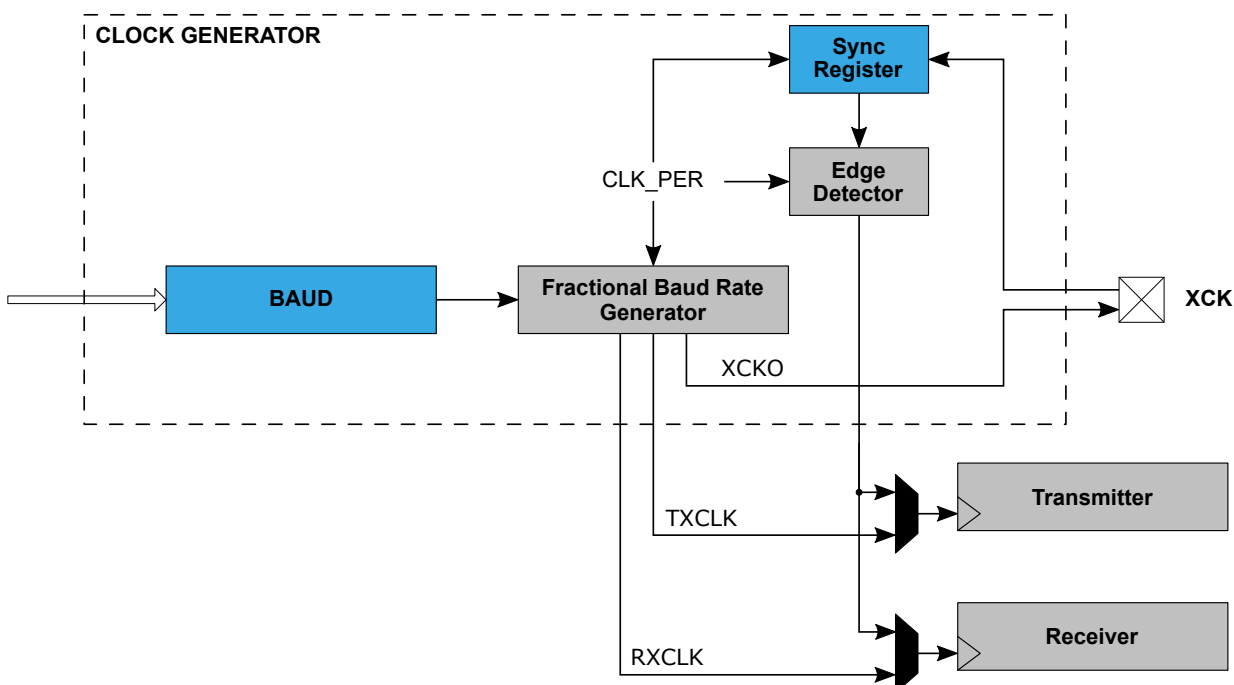 CLOCK GENERATOR
Sync
Register
CLK_PER
Edge
Detector
BAUD
Fractional Baud Rate
Generator
XCK
XCKO
Transmitter
TXCLK
Receiver
RXCLK